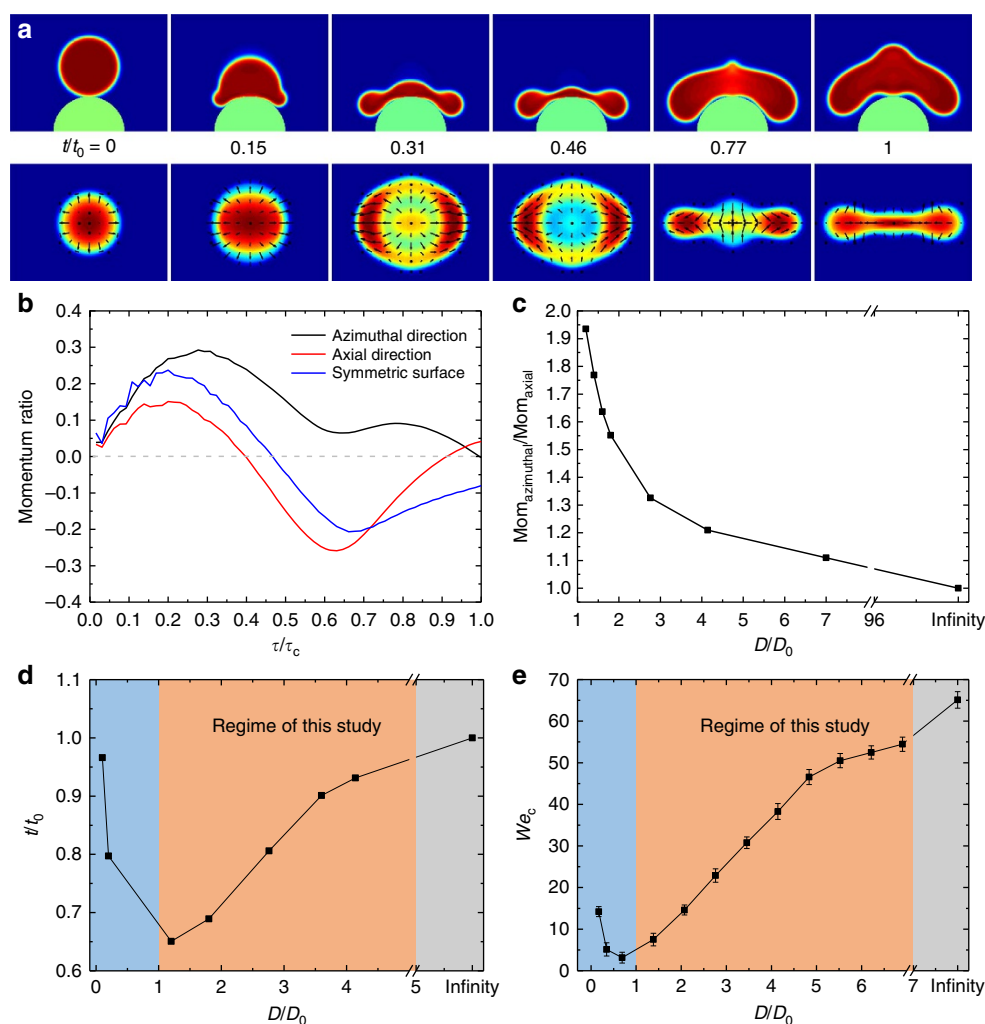 a
t/t0 = 0 0.15 0.31 0.46 0.77 1
b
0.4
0.3
0.2
0.1
0.0
−0.1
−0.2
−0.3
−0.4
Momentum ratio
Azimuthal direction
Axial direction
Symmetric surface
0.0 0.1 0.2 0.3 0.4 0.5 0.6 0.7 0.8 0.9 1.0
τ/τc
c
2.0
1.9
1.8
1.7
1.6
1.5
1.4
1.3
1.2
1.1
1.0
Momazimuthal/Momaxial
1 2 3 4 5 6 7 96 Infinity
D/D0
d
1.1
1.0
0.9
0.8
0.7
0.6
t/t0
Regime of this study
0 1 2 3 4 5 Infinity
D/D0
e
70
60
50
40
30
20
10
0
Wec
Regime of this study
0 1 2 3 4 5 6 7 Infinity
D/D0